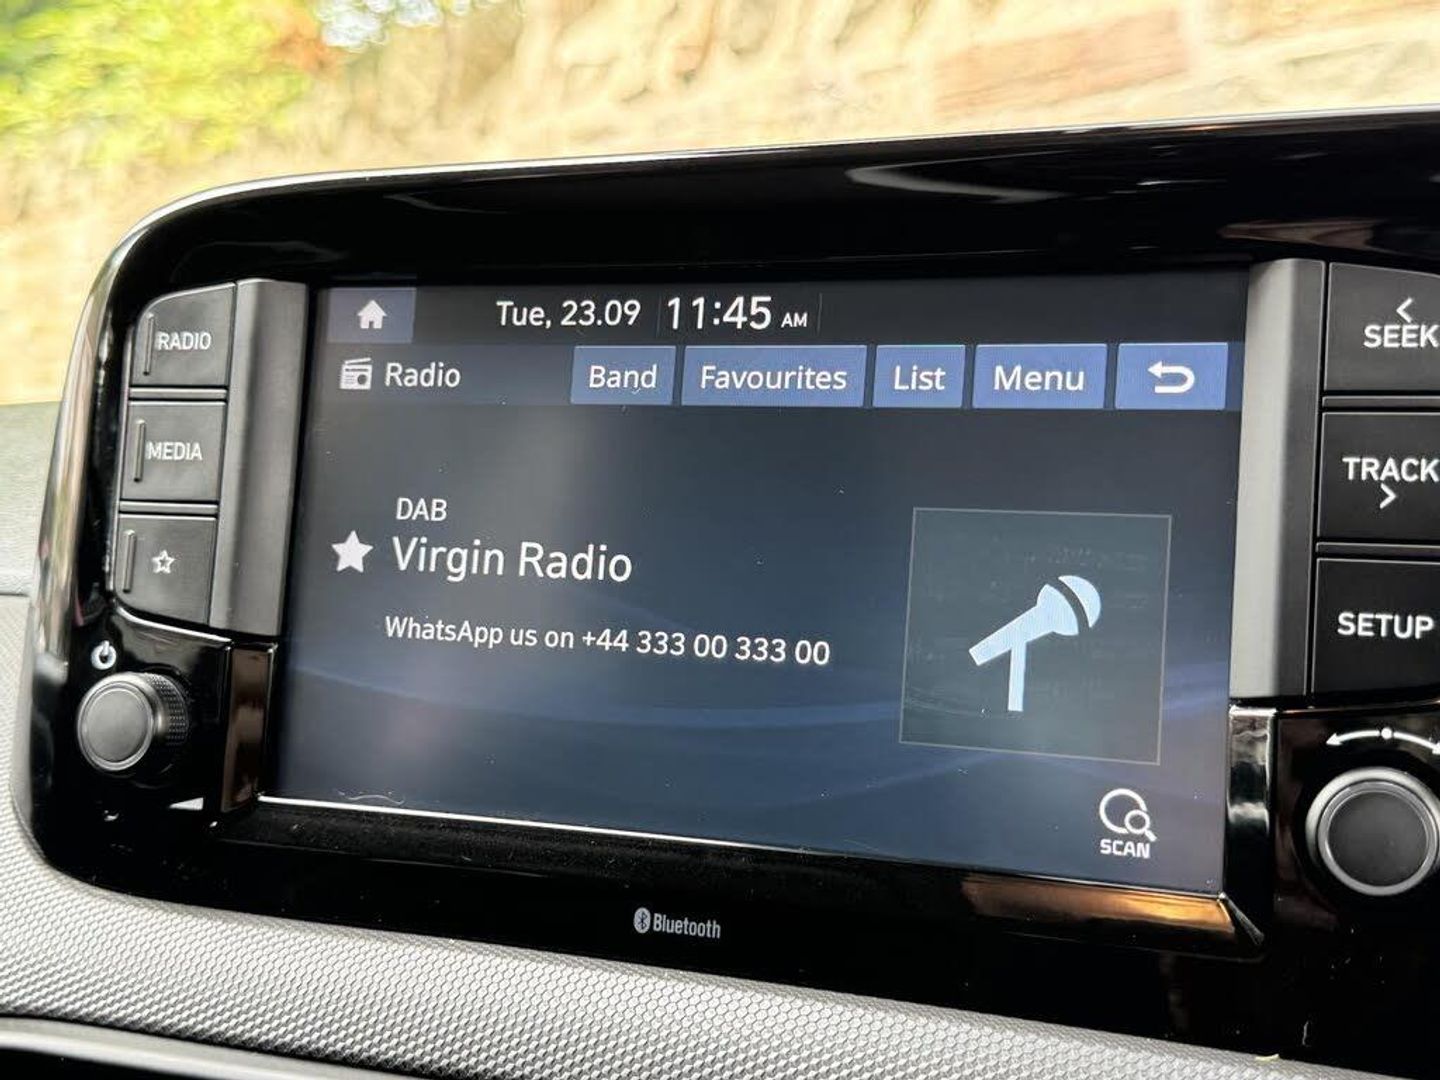 Tue, 23.09 11:45 AM
Radio Band Favourites List Menu
DAB
Virgin Radio
WhatsApp us on +44 333 00 333 00
SCAN
RADIO
MEDIA
SEEK
TRACK
SETUP
Bluetooth